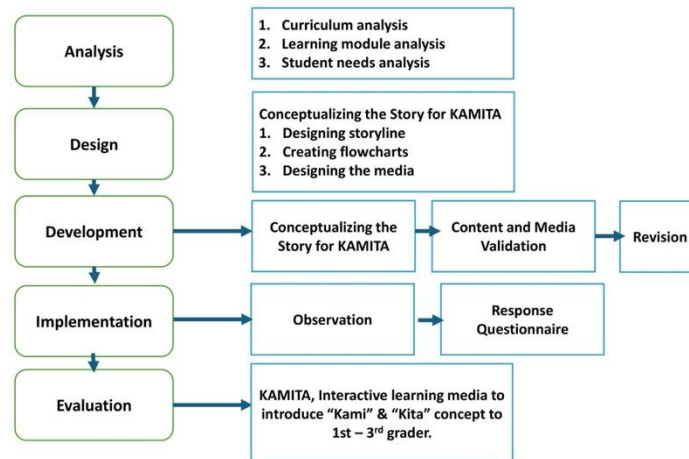 Analysis
1. Curriculum analysis
2. Learning module analysis
3. Student needs analysis
Design
Conceptualizing the Story for KAMITA
1. Designing storyline
2. Creating flowcharts
3. Designing the media
Development
Conceptualizing the
Story for KAMITA
Content and Media
Validation
Revision
Implementation
Observation
Response
Questionnaire
Evaluation
KAMITA, Interactive learning media to
introduce “Kami” & “Kita” concept to
1st – 3rd grader.